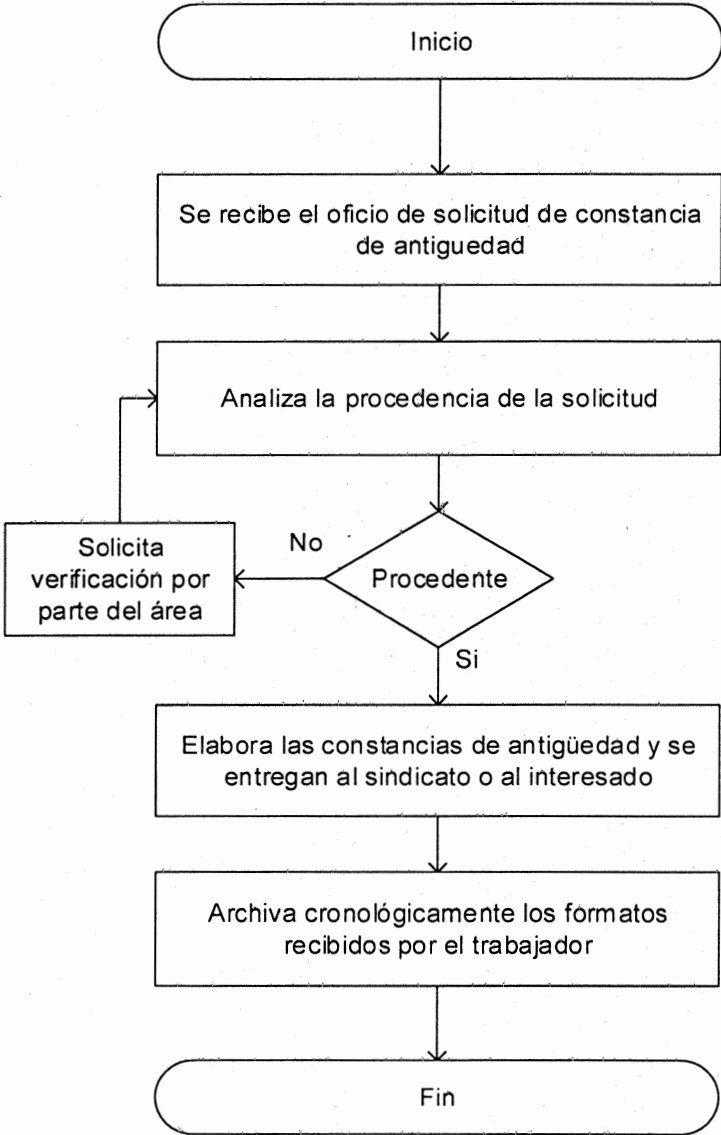 Inicio
Se recibe el oficio de solicitud de constancia
de antiguedad
Analiza la procedencia de la solicitud
No
Procedente
Solicita
verificación por
parte del área
Si
Elabora las constancias de antigüedad y se
entregan al sindicato o al interesado
Archiva cronológicamente los formatos
recibidos por el trabajador
Fin